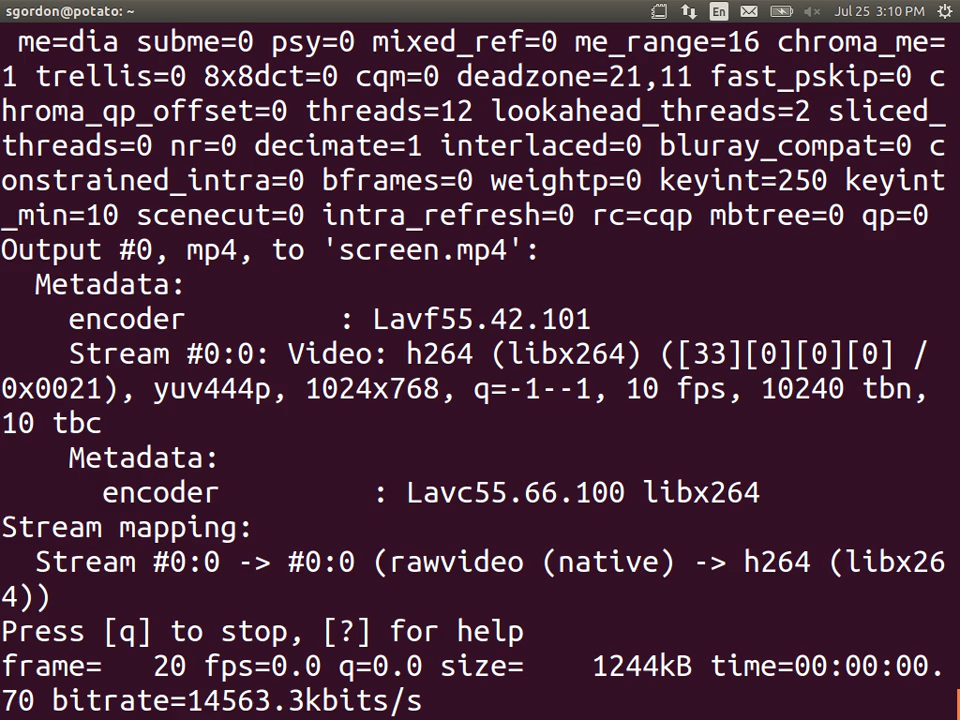 sgordon@potato: ~ En Jul 25 3:10 PM
 me=dia subme=0 psy=0 mixed_ref=0 me_range=16 chroma_me=
1 trellis=0 8x8dct=0 cqm=0 deadzone=21,11 fast_pskip=0 c
hroma_qp_offset=0 threads=12 lookahead_threads=2 sliced_
threads=0 nr=0 decimate=1 interlaced=0 bluray_compat=0 c
onstrained_intra=0 bframes=0 weightp=0 keyint=250 keyint
_min=10 scenecut=0 intra_refresh=0 rc=cqp mbtree=0 qp=0
Output #0, mp4, to 'screen.mp4':
  Metadata:
    encoder         : Lavf55.42.101
    Stream #0:0: Video: h264 (libx264) ([33][0][0][0] /
0x0021), yuv444p, 1024x768, q=-1--1, 10 fps, 10240 tbn,
10 tbc
    Metadata:
      encoder         : Lavc55.66.100 libx264
Stream mapping:
  Stream #0:0 -> #0:0 (rawvideo (native) -> h264 (libx26
4))
Press [q] to stop, [?] for help
frame=   20 fps=0.0 q=0.0 size=    1244kB time=00:00:00.
70 bitrate=14563.3kbits/s